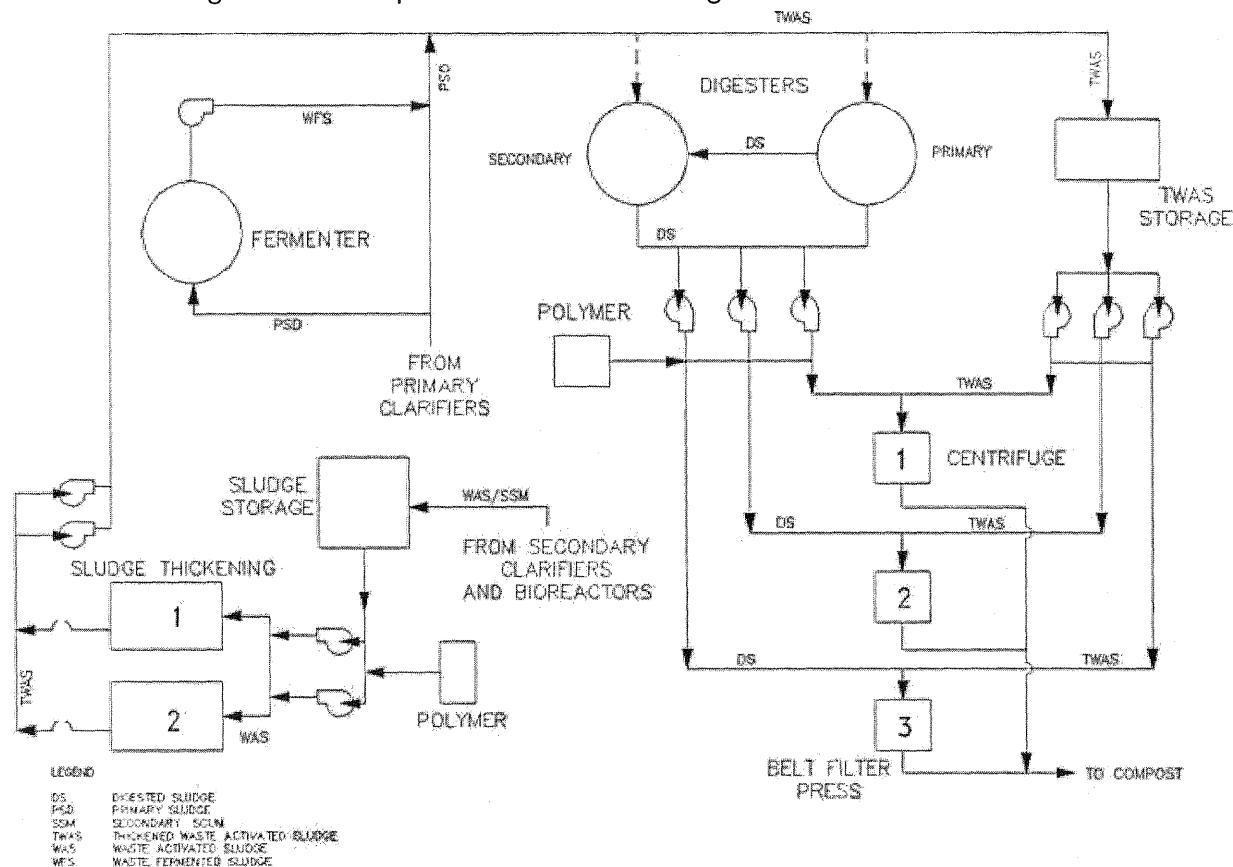 TWAS
TWAS
PSD
DIGESTERS
WFS
SECONDARY
DS
PRIMARY
TWAS
STORAGE
FERMENTER
DS
PSD
POLYMER
FROM
PRIMARY
CLARIFIERS
TWAS
1
CENTRIFUGE
SLUDGE
STORAGE
WAS/SSM
DS
TWAS
FROM SECONDARY
CLARIFIERS
AND BIOREACTORS
SLUDGE THICKENING
1
2
TWAS
DS
TWAS
2
WAS
POLYMER
3
BELT FILTER
PRESS
TO COMPOST
LEGEND
DS DIGESTED SLUDGE
PSD PRIMARY SLUDGE
SSM SECONDARY SCUM
TWAS THICKENED WASTE ACTIVATED SLUDGE
WAS WASTE ACTIVATED SLUDGE
WFS WASTE FERMENTED SLUDGE